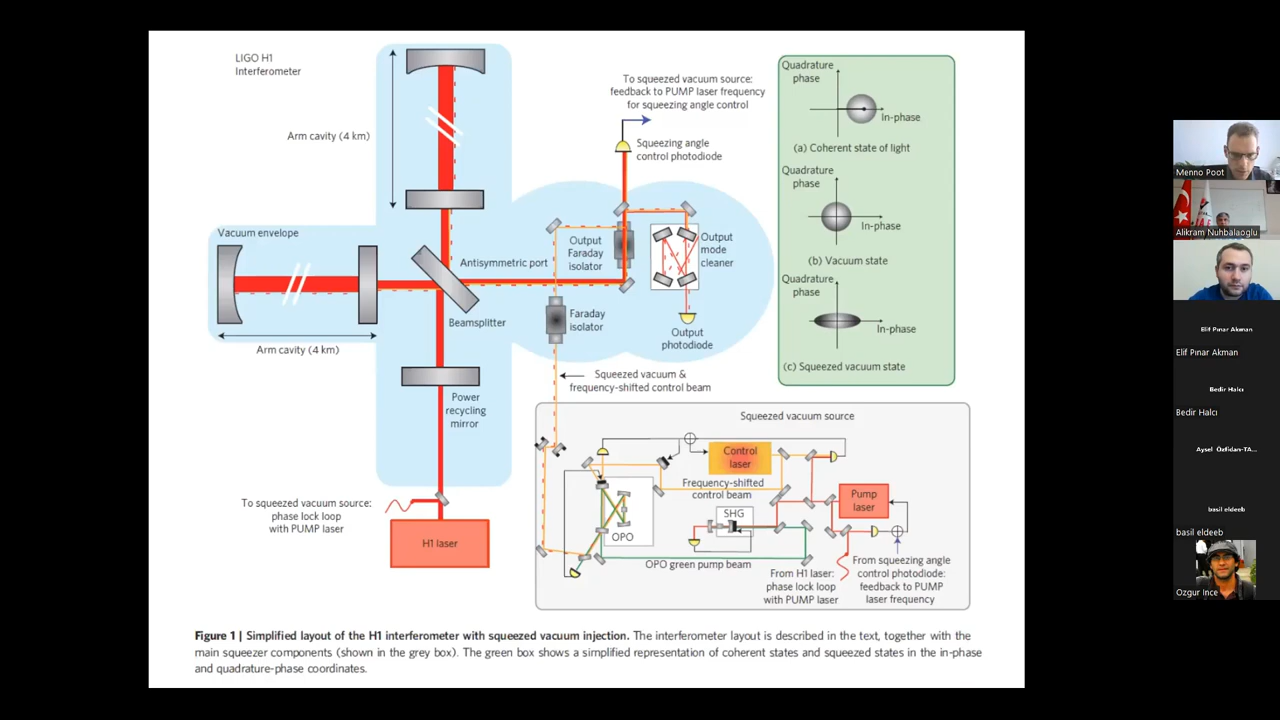 LIGO H1
Interferometer
Arm cavity (4 km)
Vacuum envelope
Arm cavity (4 km)
Antisymmetric port
Beamsplitter
Power
recycling
mirror
To squeezed vacuum source:
phase lock loop
with PUMP laser
H1 laser
To squeezed vacuum source:
feedback to PUMP laser frequency
for squeezing angle control
Squeezing angle
control photodiode
Output
Faraday
isolator
Output
mode
cleaner
Faraday
isolator
Output
photodiode
Squeezed vacuum &
frequency-shifted control beam
Quadrature
phase
In-phase
(a) Coherent state of light
Quadrature
phase
In-phase
(b) Vacuum state
Quadrature
phase
In-phase
(c) Squeezed vacuum state
Squeezed vacuum source
Control
laser
Frequency-shifted
control beam
Pump
laser
SHG
OPO
OPO green pump beam
From H1 laser:
phase lock loop
with PUMP laser
From squeezing angle
control photodiode:
feedback to PUMP
laser frequency
Figure 1 | Simplified layout of the H1 interferometer with squeezed vacuum injection. The interferometer layout is described in the text, together with the
main squeezer components (shown in the grey box). The green box shows a simplified representation of coherent states and squeezed states in the in-phase
and quadrature-phase coordinates.
Menno Poot
Alikram Nuhbalaoglu
Elif Pınar Akman
Elif Pınar Akman
Bedir Halcı
Bedir Halcı
Aysel Özfidan-TA...
basil eldeeb
basil eldeeb
Ozgur Ince